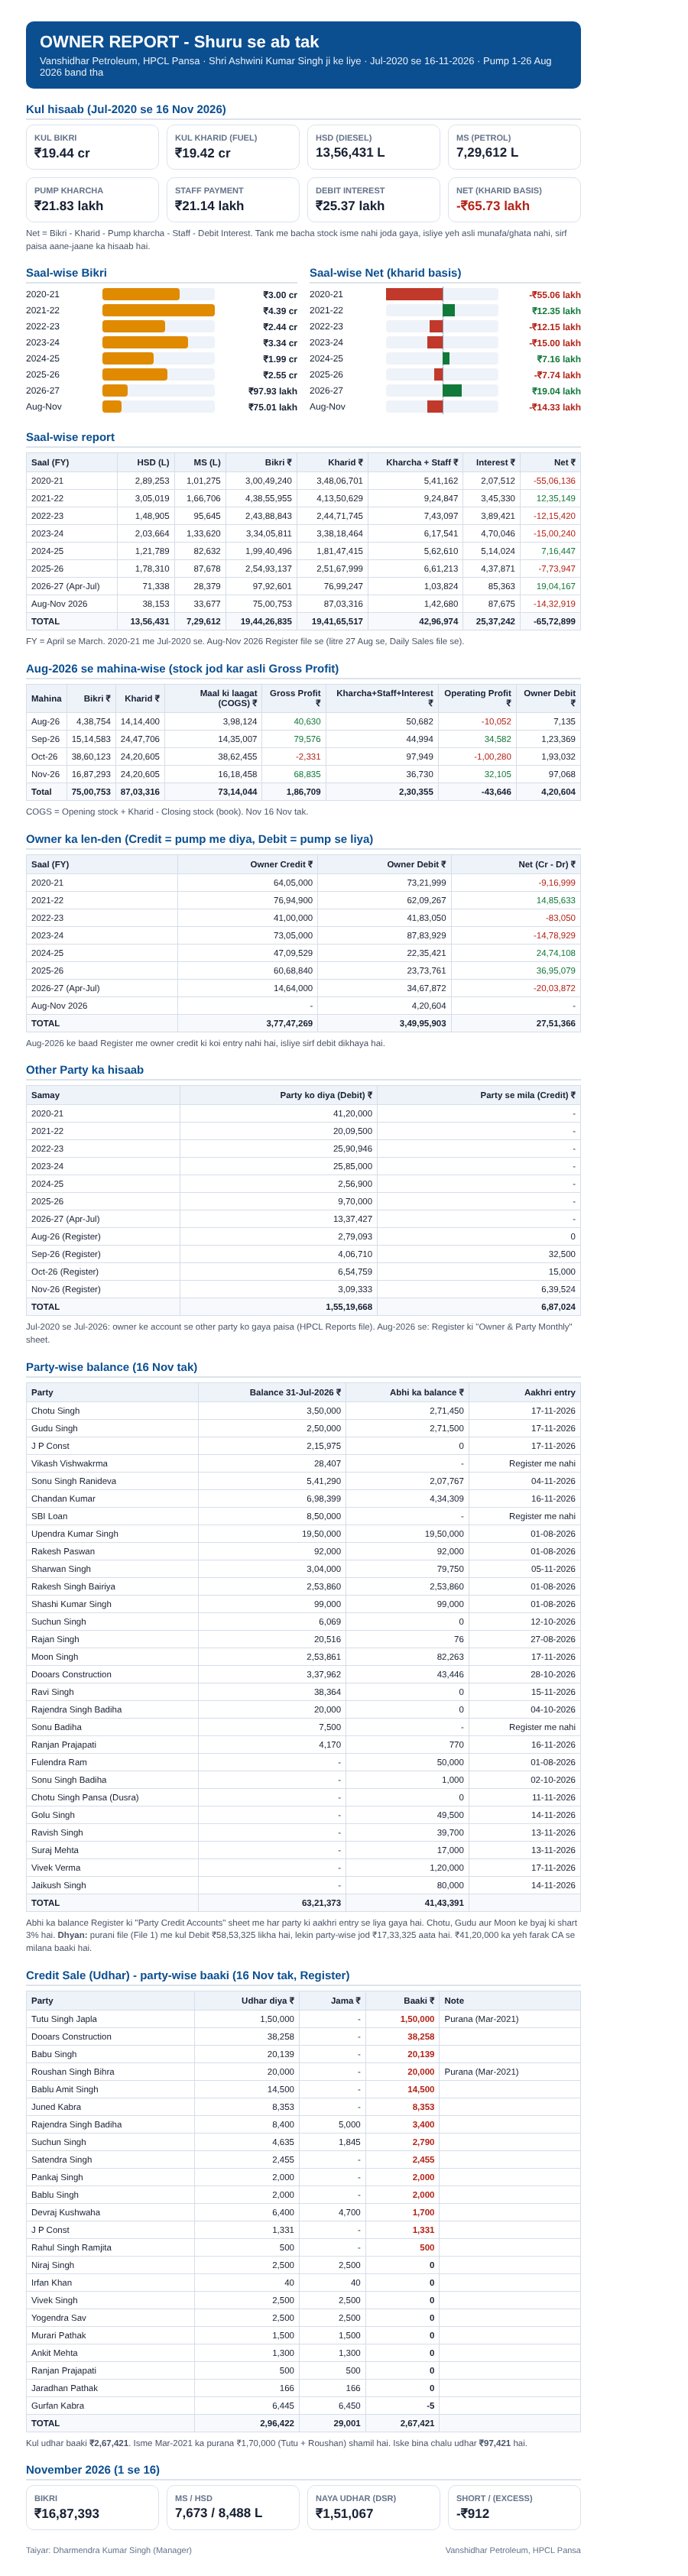 OWNER REPORT - Shuru se ab tak
Vanshidhar Petroleum, HPCL Pansa · Shri Ashwini Kumar Singh ji ke liye · Jul-2020 se 16-11-2026 · Pump 1-26 Aug
2026 band tha
Kul hisaab (Jul-2020 se 16 Nov 2026)
KUL BIKRI
₹19.44 cr
KUL KHARID (FUEL)
₹19.42 cr
HSD (DIESEL)
13,56,431 L
MS (PETROL)
7,29,612 L
PUMP KHARCHA
₹21.83 lakh
STAFF PAYMENT
₹21.14 lakh
DEBIT INTEREST
₹25.37 lakh
NET (KHARID BASIS)
-₹65.73 lakh
Net = Bikri - Kharid - Pump kharcha - Staff - Debit Interest. Tank me bacha stock isme nahi joda gaya, isliye yeh asli munafa/ghata nahi, sirf
paisa aane-jaane ka hisaab hai.
Saal-wise Bikri
2020-21 ₹3.00 cr
2021-22 ₹4.39 cr
2022-23 ₹2.44 cr
2023-24 ₹3.34 cr
2024-25 ₹1.99 cr
2025-26 ₹2.55 cr
2026-27 ₹97.93 lakh
Aug-Nov ₹75.01 lakh
Saal-wise Net (kharid basis)
2020-21 -₹55.06 lakh
2021-22 ₹12.35 lakh
2022-23 -₹12.15 lakh
2023-24 -₹15.00 lakh
2024-25 ₹7.16 lakh
2025-26 -₹7.74 lakh
2026-27 ₹19.04 lakh
Aug-Nov -₹14.33 lakh
Saal-wise report
Saal (FY) HSD (L) MS (L) Bikri ₹ Kharid ₹ Kharcha + Staff ₹ Interest ₹ Net ₹
2020-21 2,89,253 1,01,275 3,00,49,240 3,48,06,701 5,41,162 2,07,512 -55,06,136
2021-22 3,05,019 1,66,706 4,38,55,955 4,13,50,629 9,24,847 3,45,330 12,35,149
2022-23 1,48,905 95,645 2,43,88,843 2,44,71,745 7,43,097 3,89,421 -12,15,420
2023-24 2,03,664 1,33,620 3,34,05,811 3,38,18,464 6,17,541 4,70,046 -15,00,240
2024-25 1,21,789 82,632 1,99,40,496 1,81,47,415 5,62,610 5,14,024 7,16,447
2025-26 1,78,310 87,678 2,54,93,137 2,51,67,999 6,61,213 4,37,871 -7,73,947
2026-27 (Apr-Jul) 71,338 28,379 97,92,601 76,99,247 1,03,824 85,363 19,04,167
Aug-Nov 2026 38,153 33,677 75,00,753 87,03,316 1,42,680 87,675 -14,32,919
TOTAL 13,56,431 7,29,612 19,44,26,835 19,41,65,517 42,96,974 25,37,242 -65,72,899
FY = April se March. 2020-21 me Jul-2020 se. Aug-Nov 2026 Register file se (litre 27 Aug se, Daily Sales file se).
Aug-2026 se mahina-wise (stock jod kar asli Gross Profit)
Mahina Bikri ₹ Kharid ₹ Maal ki laagat (COGS) ₹ Gross Profit ₹ Kharcha+Staff+Interest ₹ Operating Profit ₹ Owner Debit ₹
Aug-26 4,38,754 14,14,400 3,98,124 40,630 50,682 -10,052 7,135
Sep-26 15,14,583 24,47,706 14,35,007 79,576 44,994 34,582 1,23,369
Oct-26 38,60,123 24,20,605 38,62,455 -2,331 97,949 -1,00,280 1,93,032
Nov-26 16,87,293 24,20,605 16,18,458 68,835 36,730 32,105 97,068
Total 75,00,753 87,03,316 73,14,044 1,86,709 2,30,355 -43,646 4,20,604
COGS = Opening stock + Kharid - Closing stock (book). Nov 16 Nov tak.
Owner ka len-den (Credit = pump me diya, Debit = pump se liya)
Saal (FY) Owner Credit ₹ Owner Debit ₹ Net (Cr - Dr) ₹
2020-21 64,05,000 73,21,999 -9,16,999
2021-22 76,94,900 62,09,267 14,85,633
2022-23 41,00,000 41,83,050 -83,050
2023-24 73,05,000 87,83,929 -14,78,929
2024-25 47,09,529 22,35,421 24,74,108
2025-26 60,68,840 23,73,761 36,95,079
2026-27 (Apr-Jul) 14,64,000 34,67,872 -20,03,872
Aug-Nov 2026 - 4,20,604 -
TOTAL 3,77,47,269 3,49,95,903 27,51,366
Aug-2026 ke baad Register me owner credit ki koi entry nahi hai, isliye sirf debit dikhaya hai.
Other Party ka hisaab
Samay Party ko diya (Debit) ₹ Party se mila (Credit) ₹
2020-21 41,20,000 -
2021-22 20,09,500 -
2022-23 25,90,946 -
2023-24 25,85,000 -
2024-25 2,56,900 -
2025-26 9,70,000 -
2026-27 (Apr-Jul) 13,37,427 -
Aug-26 (Register) 2,79,093 0
Sep-26 (Register) 4,06,710 32,500
Oct-26 (Register) 6,54,759 15,000
Nov-26 (Register) 3,09,333 6,39,524
TOTAL 1,55,19,668 6,87,024
Jul-2020 se Jul-2026: owner ke account se other party ko gaya paisa (HPCL Reports file). Aug-2026 se: Register ki "Owner & Party Monthly"
sheet.
Party-wise balance (16 Nov tak)
Party Balance 31-Jul-2026 ₹ Abhi ka balance ₹ Aakhri entry
Chotu Singh 3,50,000 2,71,450 17-11-2026
Gudu Singh 2,50,000 2,71,500 17-11-2026
J P Const 2,15,975 0 17-11-2026
Vikash Vishwakrma 28,407 - Register me nahi
Sonu Singh Ranideva 5,41,290 2,07,767 04-11-2026
Chandan Kumar 6,98,399 4,34,309 16-11-2026
SBI Loan 8,50,000 - Register me nahi
Upendra Kumar Singh 19,50,000 19,50,000 01-08-2026
Rakesh Paswan 92,000 92,000 01-08-2026
Sharwan Singh 3,04,000 79,750 05-11-2026
Rakesh Singh Bairiya 2,53,860 2,53,860 01-08-2026
Shashi Kumar Singh 99,000 99,000 01-08-2026
Suchun Singh 6,069 0 12-10-2026
Rajan Singh 20,516 76 27-08-2026
Moon Singh 2,53,861 82,263 17-11-2026
Dooars Construction 3,37,962 43,446 28-10-2026
Ravi Singh 38,364 0 15-11-2026
Rajendra Singh Badiha 20,000 0 04-10-2026
Sonu Badiha 7,500 - Register me nahi
Ranjan Prajapati 4,170 770 16-11-2026
Fulendra Ram - 50,000 01-08-2026
Sonu Singh Badiha - 1,000 02-10-2026
Chotu Singh Pansa (Dusra) - 0 11-11-2026
Golu Singh - 49,500 14-11-2026
Ravish Singh - 39,700 13-11-2026
Suraj Mehta - 17,000 13-11-2026
Vivek Verma - 1,20,000 17-11-2026
Jaikush Singh - 80,000 14-11-2026
TOTAL 63,21,373 41,43,391
Abhi ka balance Register ki "Party Credit Accounts" sheet me har party ki aakhri entry se liya gaya hai. Chotu, Gudu aur Moon ke byaj ki shart
3% hai. Dhyan: purani file (File 1) me kul Debit ₹58,53,325 likha hai, lekin party-wise jod ₹17,33,325 aata hai. ₹41,20,000 ka yeh farak CA se
milana baaki hai.
Credit Sale (Udhar) - party-wise baaki (16 Nov tak, Register)
Party Udhar diya ₹ Jama ₹ Baaki ₹ Note
Tutu Singh Japla 1,50,000 - 1,50,000 Purana (Mar-2021)
Dooars Construction 38,258 - 38,258
Babu Singh 20,139 - 20,139
Roushan Singh Bihra 20,000 - 20,000 Purana (Mar-2021)
Bablu Amit Singh 14,500 - 14,500
Juned Kabra 8,353 - 8,353
Rajendra Singh Badiha 8,400 5,000 3,400
Suchun Singh 4,635 1,845 2,790
Satendra Singh 2,455 - 2,455
Pankaj Singh 2,000 - 2,000
Bablu Singh 2,000 - 2,000
Devraj Kushwaha 6,400 4,700 1,700
J P Const 1,331 - 1,331
Rahul Singh Ramjita 500 - 500
Niraj Singh 2,500 2,500 0
Irfan Khan 40 40 0
Vivek Singh 2,500 2,500 0
Yogendra Sav 2,500 2,500 0
Murari Pathak 1,500 1,500 0
Ankit Mehta 1,300 1,300 0
Ranjan Prajapati 500 500 0
Jaradhan Pathak 166 166 0
Gurfan Kabra 6,445 6,450 -5
TOTAL 2,96,422 29,001 2,67,421
Kul udhar baaki ₹2,67,421. Isme Mar-2021 ka purana ₹1,70,000 (Tutu + Roushan) shamil hai. Iske bina chalu udhar ₹97,421 hai.
November 2026 (1 se 16)
BIKRI
₹16,87,393
MS / HSD
7,673 / 8,488 L
NAYA UDHAR (DSR)
₹1,51,067
SHORT / (EXCESS)
-₹912
Taiyar: Dharmendra Kumar Singh (Manager) Vanshidhar Petroleum, HPCL Pansa